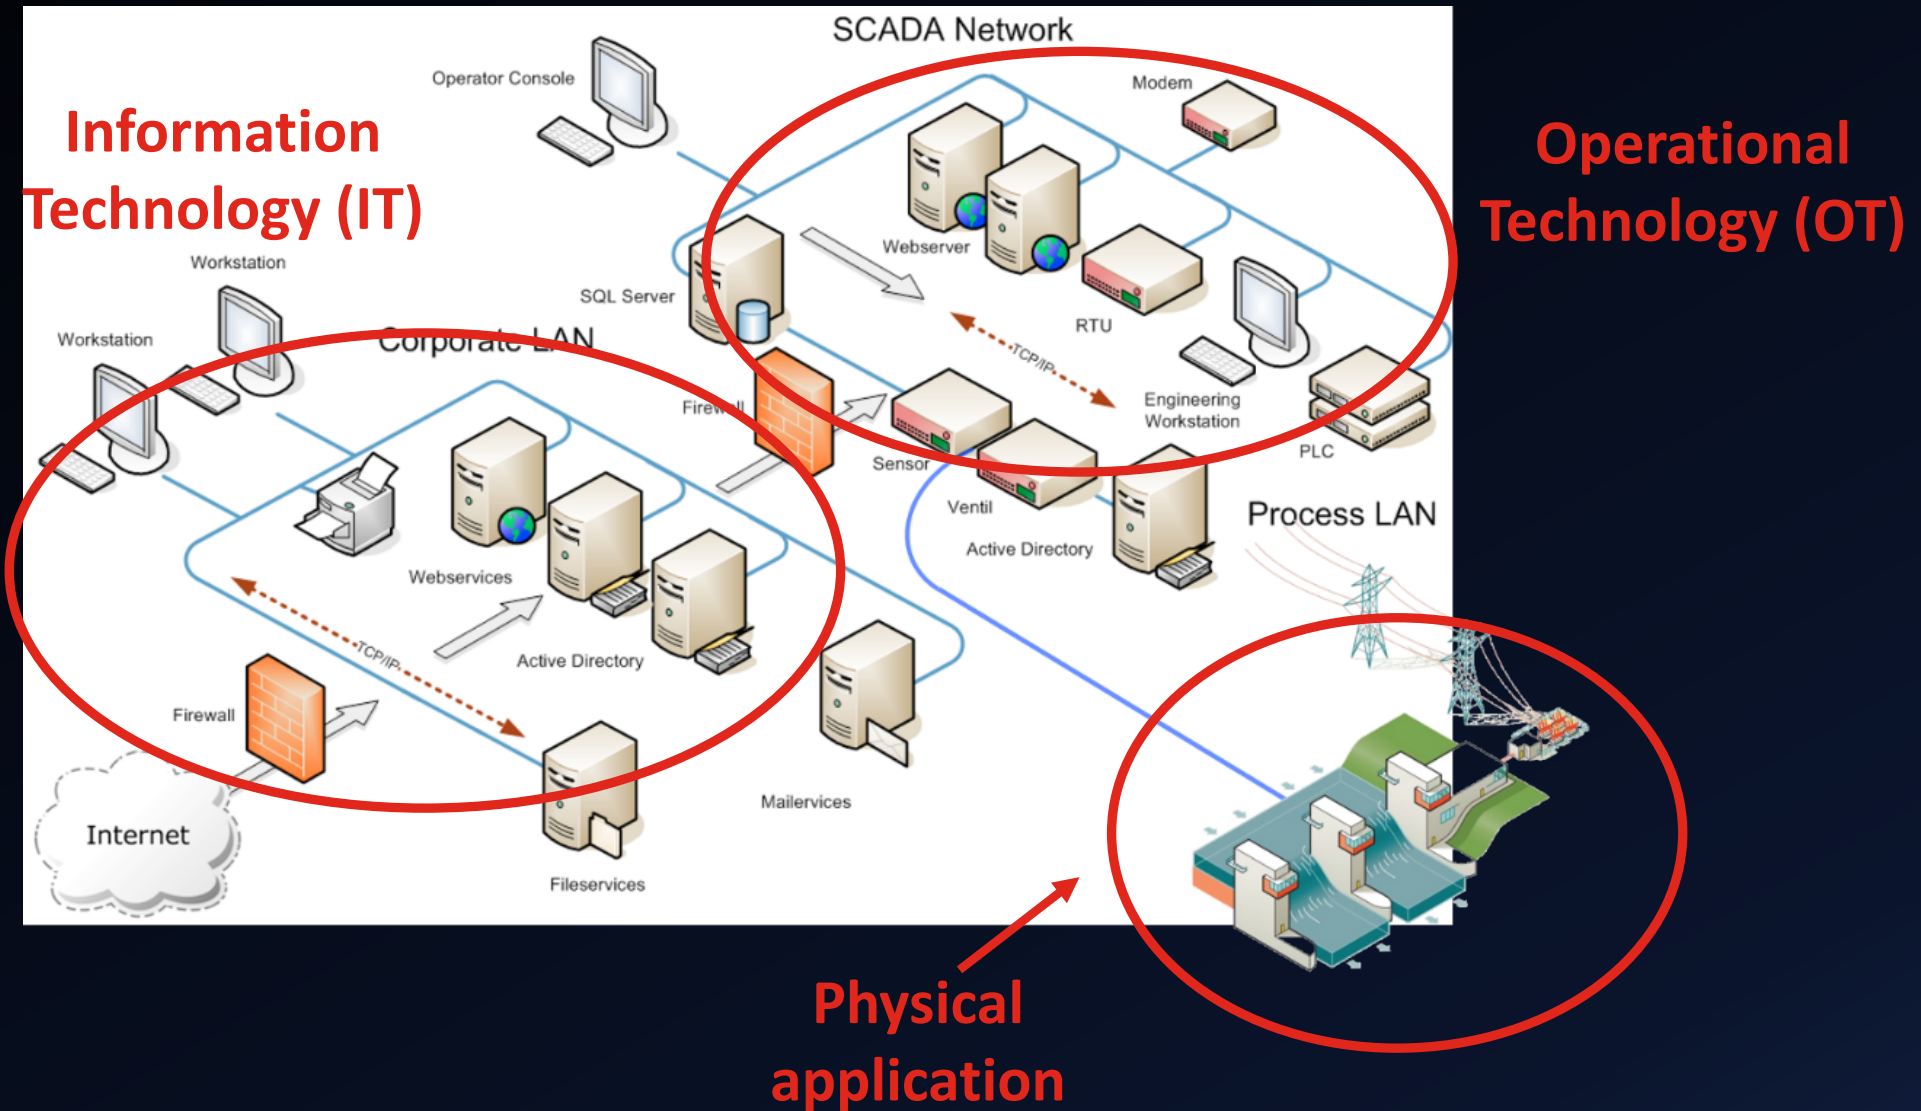 SCADA Network
Operator Console
Modem
Information
Technology (IT)
Operational
Technology (OT)
Webserver
Workstation
SQL Server
RTU
Workstation
Corporate LAN
TCP/IP
Firewall
Engineering
Workstation
PLC
Sensor
Ventil
Process LAN
Active Directory
Webservices
TCP/IP
Active Directory
Firewall
Mailervices
Internet
Fileservices
Physical
application